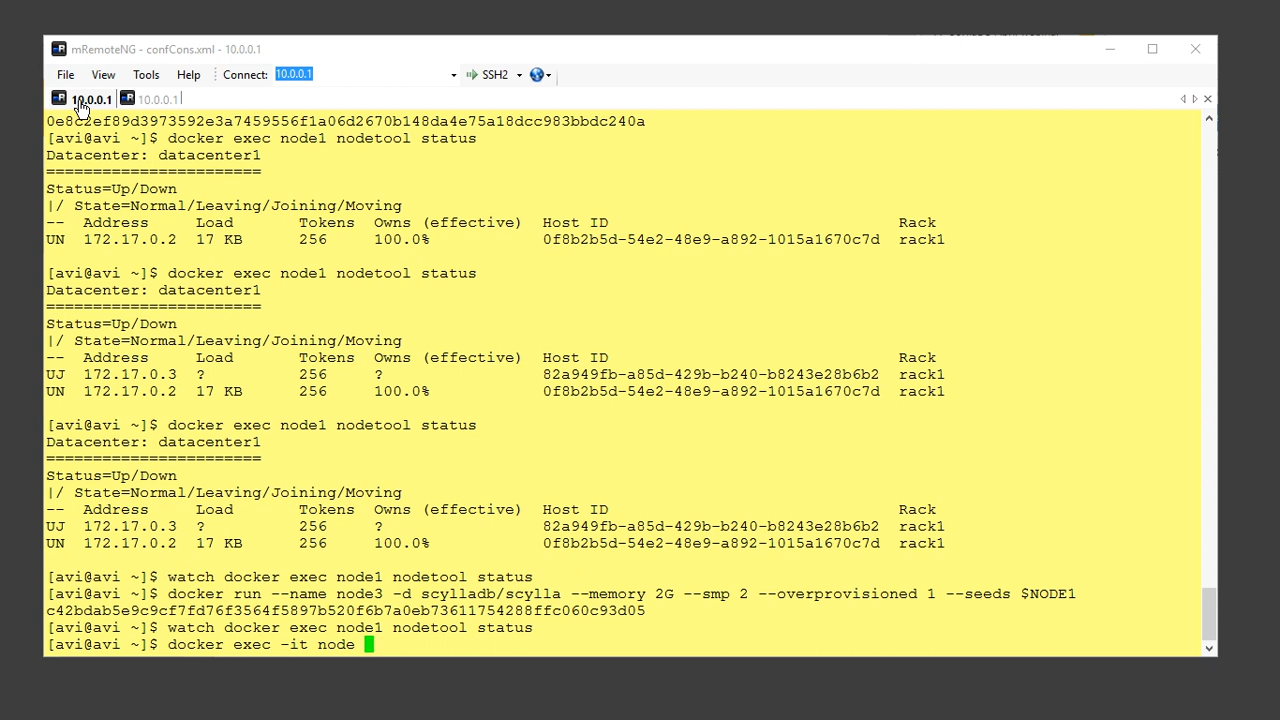 mRemoteNG - confCons.xml - 10.0.0.1
File View Tools Help Connect: 10.0.0.1 SSH2
10.0.0.1 10.0.0.1
0e8c2ef89d3973592e3a7459556f1a06d2670b148da4e75a18dcc983bbdc240a
[avi@avi ~]$ docker exec node1 nodetool status
Datacenter: datacenter1
=======================
Status=Up/Down
|/ State=Normal/Leaving/Joining/Moving
-- Address Load Tokens Owns (effective) Host ID Rack
UN 172.17.0.2 17 KB 256 100.0% 0f8b2b5d-54e2-48e9-a892-1015a1670c7d rack1
[avi@avi ~]$ docker exec node1 nodetool status
Datacenter: datacenter1
=======================
Status=Up/Down
|/ State=Normal/Leaving/Joining/Moving
-- Address Load Tokens Owns (effective) Host ID Rack
UJ 172.17.0.3 ? 256 ? 82a949fb-a85d-429b-b240-b8243e28b6b2 rack1
UN 172.17.0.2 17 KB 256 100.0% 0f8b2b5d-54e2-48e9-a892-1015a1670c7d rack1
[avi@avi ~]$ docker exec node1 nodetool status
Datacenter: datacenter1
=======================
Status=Up/Down
|/ State=Normal/Leaving/Joining/Moving
-- Address Load Tokens Owns (effective) Host ID Rack
UJ 172.17.0.3 ? 256 ? 82a949fb-a85d-429b-b240-b8243e28b6b2 rack1
UN 172.17.0.2 17 KB 256 100.0% 0f8b2b5d-54e2-48e9-a892-1015a1670c7d rack1
[avi@avi ~]$ watch docker exec node1 nodetool status
[avi@avi ~]$ docker run --name node3 -d scylladb/scylla --memory 2G --smp 2 --overprovisioned 1 --seeds $NODE1
c42bdab5e9c9cf7fd76f3564f5897b520f6b7a0eb73611754288ffc060c93d05
[avi@avi ~]$ watch docker exec node1 nodetool status
[avi@avi ~]$ docker exec -it node